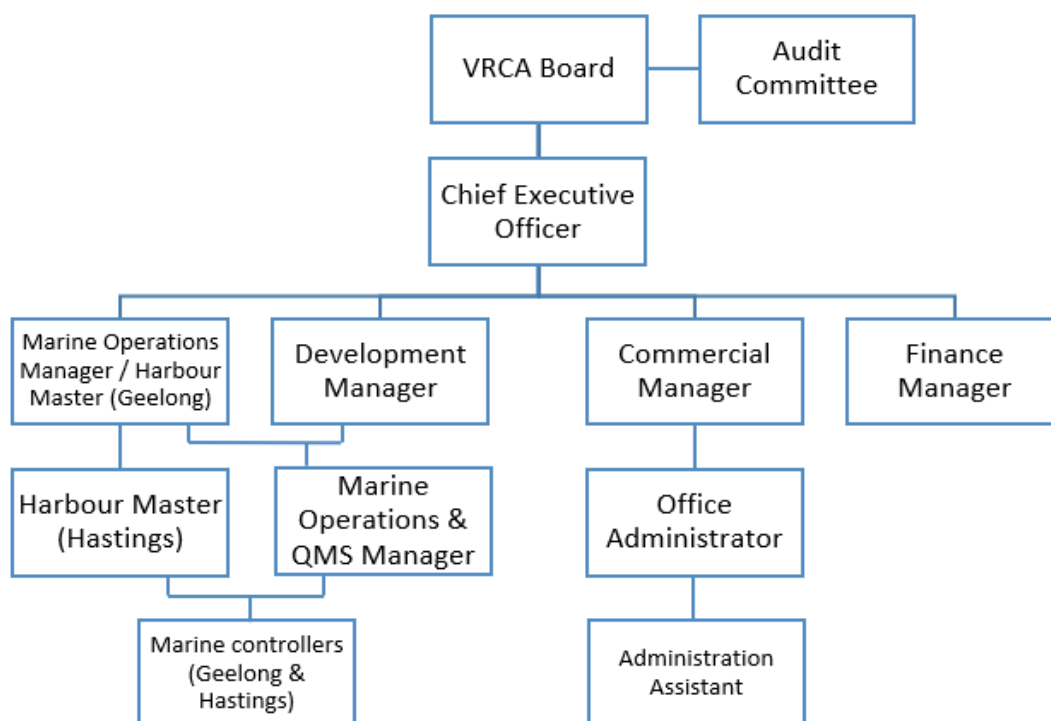 VRCA Board
Audit
Committee
Chief Executive
Officer
Marine Operations
Manager / Harbour
Master (Geelong)
Development
Manager
Commercial
Manager
Finance
Manager
Harbour Master
(Hastings)
Marine
Operations &
QMS Manager
Office
Administrator
Marine controllers
(Geelong &
Hastings)
Administration
Assistant